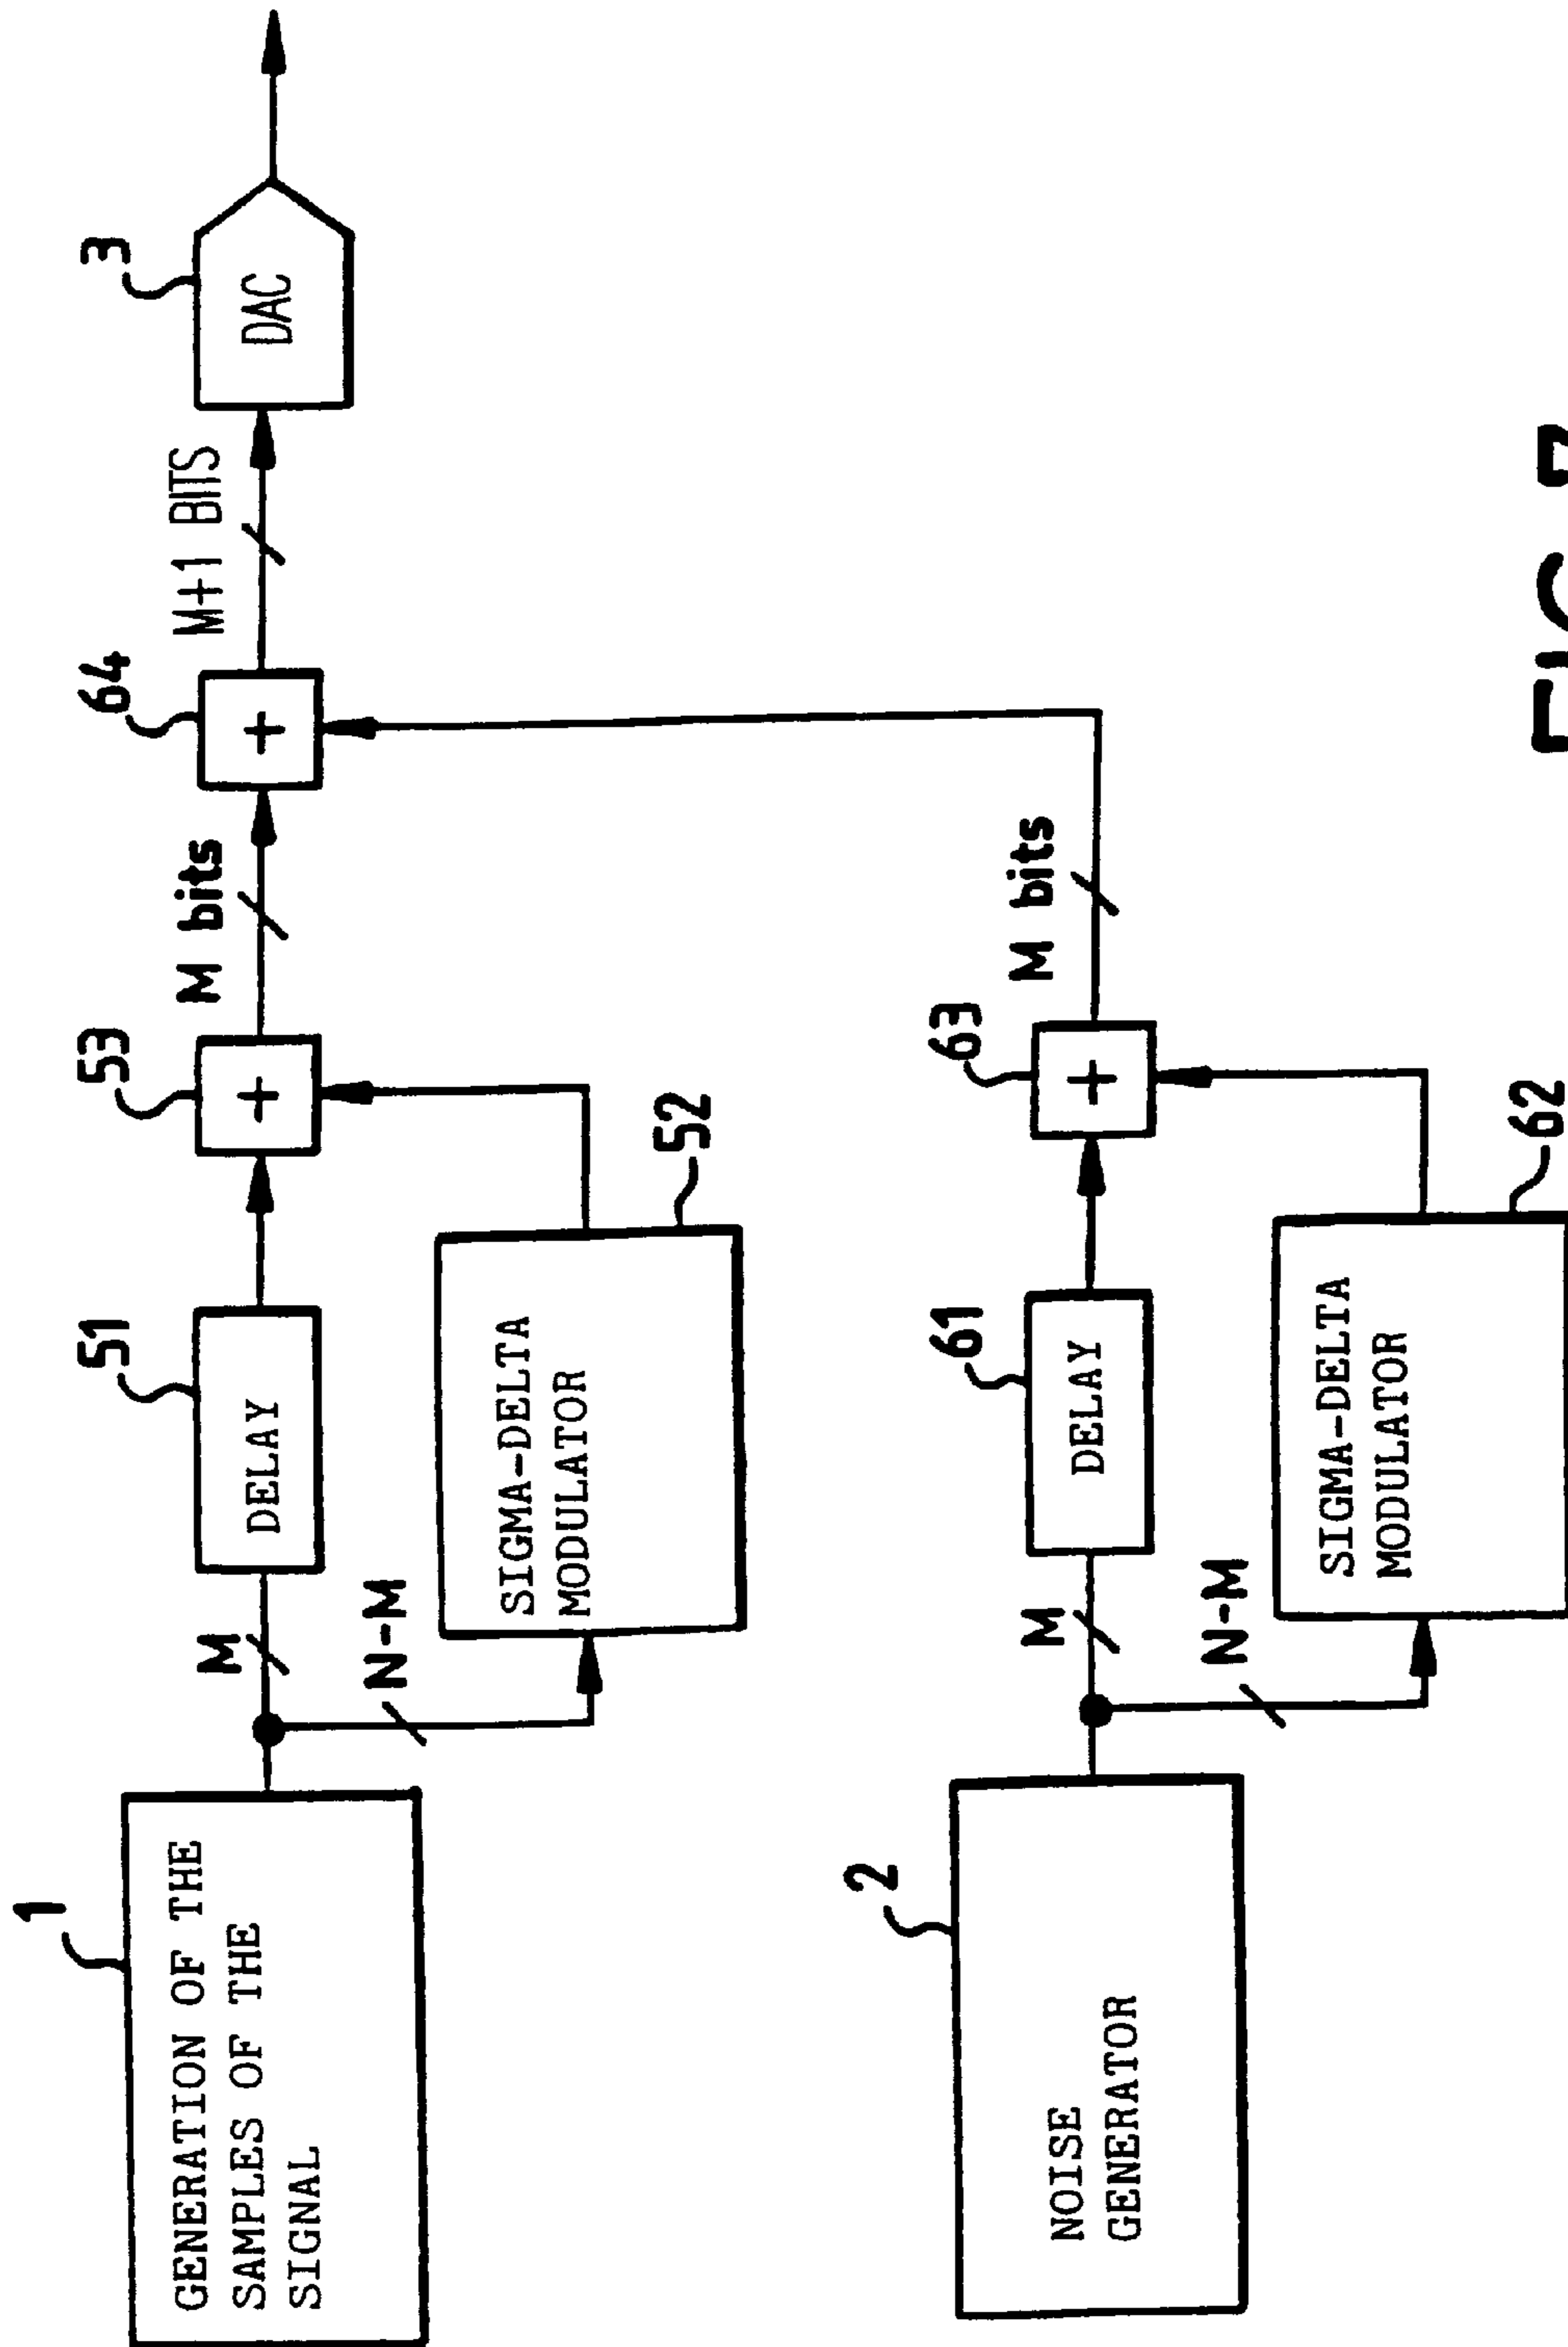 1
GENERATION OF THE
SAMPLES OF THE
SIGNAL
M
N-M
51
DELAY
52
SIGMA-DELTA
MODULATOR
53
+
M bits
64
+
M+1 BITS
3
DAC
2
NOISE
GENERATOR
M
N-M
61
DELAY
62
SIGMA-DELTA
MODULATOR
63
+
M bits